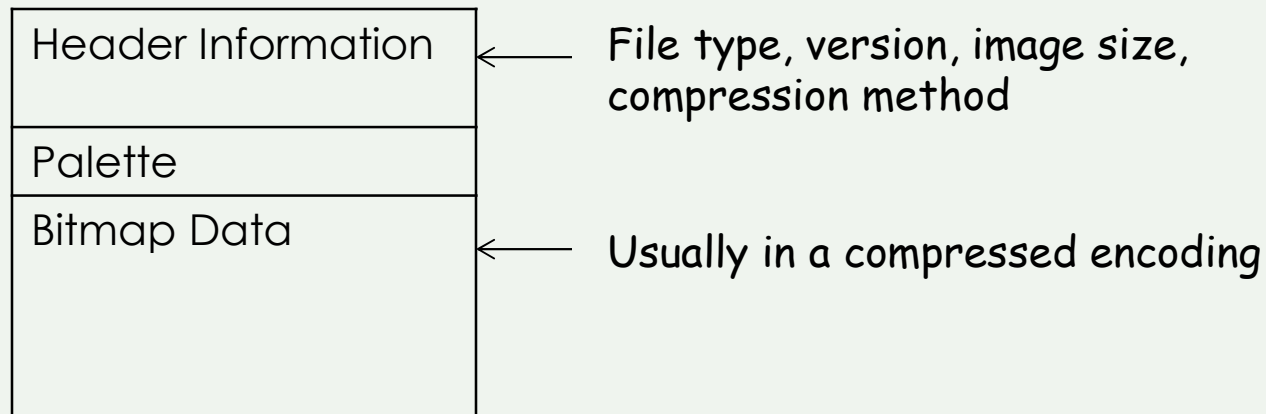 Header Information
File type, version, image size,
compression method
Palette
Bitmap Data
Usually in a compressed encoding